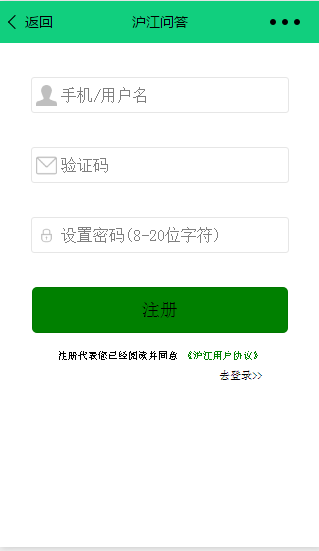 返回 沪江问答
手机/用户名
验证码
设置密码(8-20位字符)
注册
注册代表您已经阅读并同意 《沪江用户协议》
去登录>>